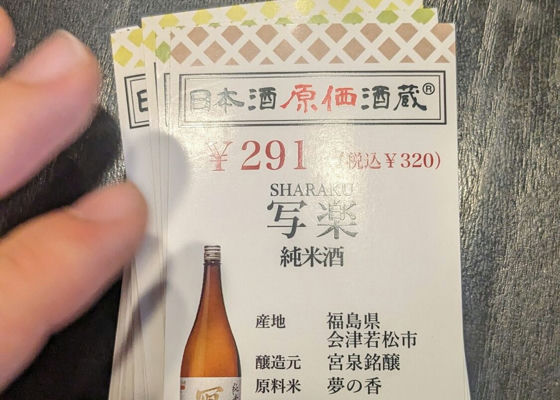 日本酒原価酒蔵®
¥291 (税込¥320)
SHARAKU
写楽
純米酒
産地 福島県
会津若松市
醸造元 宮泉銘醸
原料米 夢の香